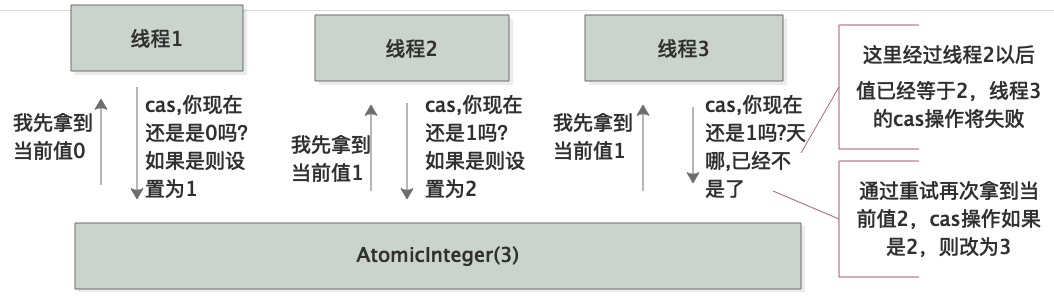 线程1
线程2
线程3
我先拿到
当前值0
cas,你现在
还是是0吗?
如果是则设
置为1
我先拿到
当前值1
cas,你现在
还是1吗?
如果是则设
置为2
我先拿到
当前值1
cas,你现在
还是1吗?天
哪,已经不
是了
这里经过线程2以后
值已经等于2，线程3
的cas操作将失败
通过重试再次拿到当
前值2，cas操作如果
是2，则改为3
AtomicInteger(3)